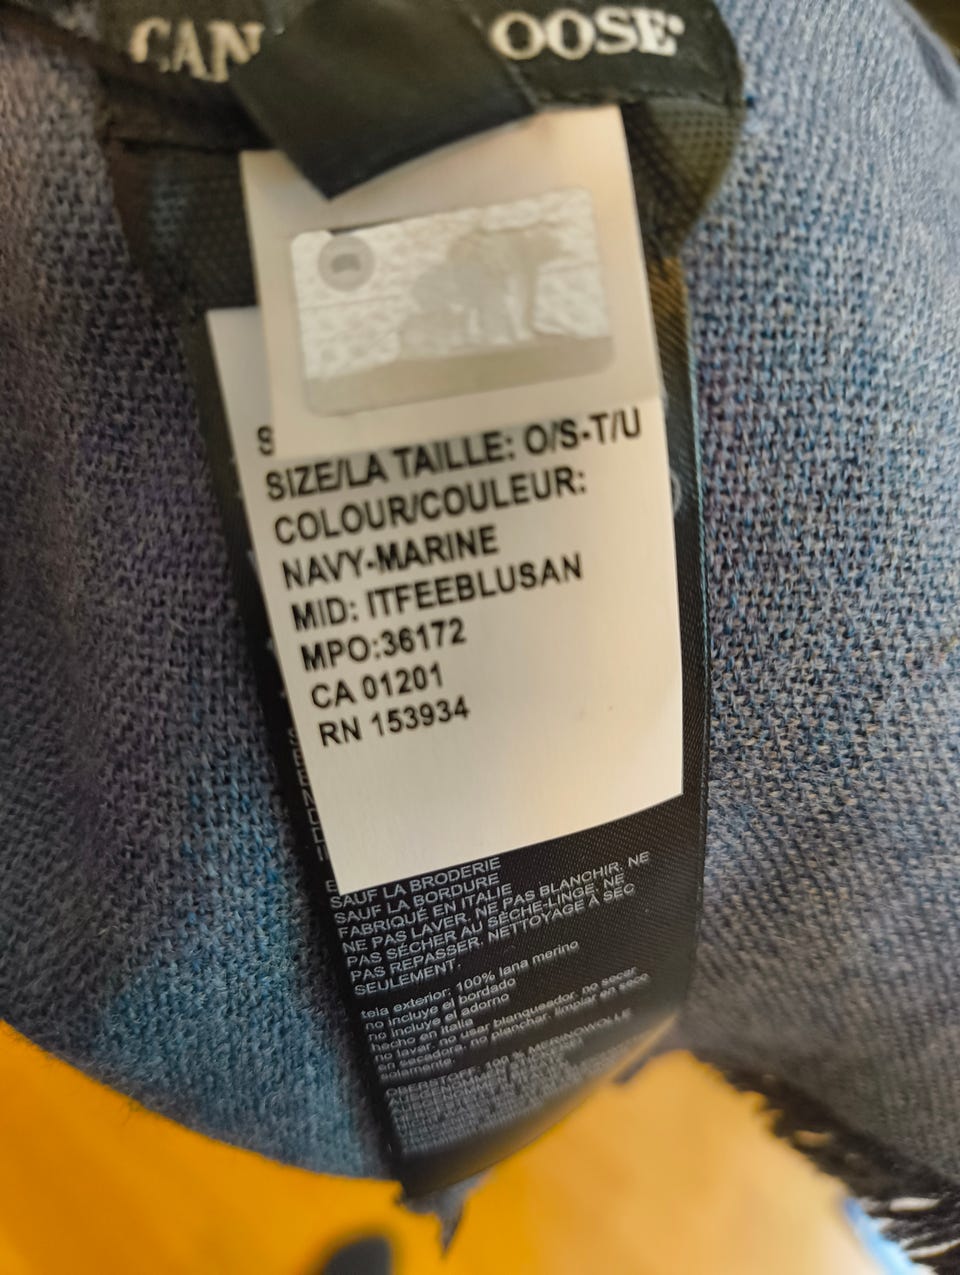 CAN OOSE
S
SIZE/LA TAILLE: O/S-T/U
COLOUR/COULEUR:
NAVY-MARINE
MID: ITFEEBLUSAN
MPO:36172
CA 01201
RN 153934
E
SAUF LA BRODERIE
SAUF LA BORDURE
FABRIQUÉ EN ITALIE
NE PAS LAVER. NE PAS BLANCHIR. NE
PAS SÉCHER AU SÈCHE-LINGE. NE
PAS REPASSER. NETTOYAGE À SEC
SEULEMENT.
tela exterior: 100% lana merino
no incluye el bordado
no incluye el adorno
hecho en Italia
no lavar. no usar blanqueador. no secar
en secadora. no planchar. limpiar en seco
solamente.
OBERSTOFF: 100 % MERINOWOLLE